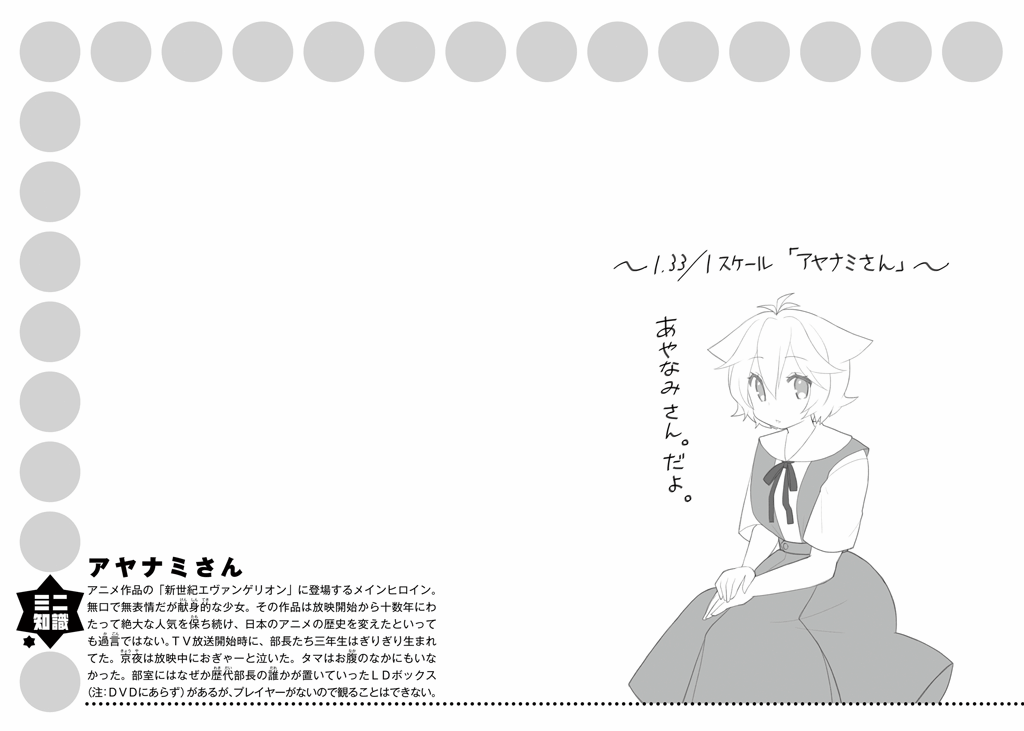 ～1.33/1スケール「アヤナミさん」～
あやなみさん。だよ。
ミニ
知識
アヤナミさん
アニメ作品の「新世紀エヴァンゲリオン」に登場するメインヒロイン。
無口で無表情だが献身的な少女。その作品は放映開始から十数年にわ
たって絶大な人気を保ち続け、日本のアニメの歴史を変えたといって
も過言ではない。TV放送開始時に、部長たち三年生はぎりぎり生まれ
てた。京夜は放映中におぎゃーと泣いた。タマはお腹のなかにもいな
かった。部室にはなぜか歴代部長の誰かが置いていったLDボックス
（注：DVDにあらず）があるが、プレイヤーがないので観ることはできない。